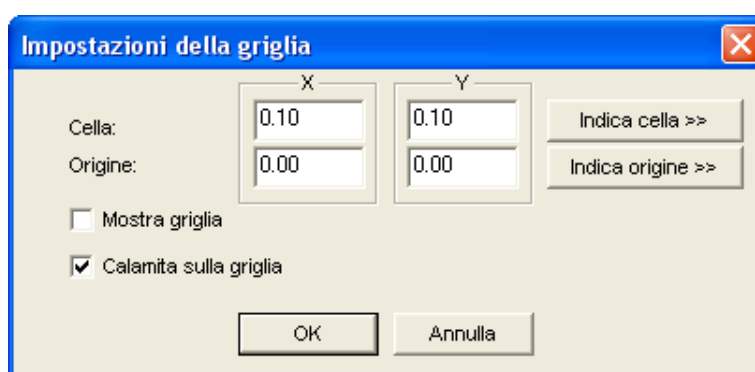 Impostazioni della griglia
X Y
Cella: 0.10 0.10 Indica cella >>
Origine: 0.00 0.00 Indica origine >>
Mostra griglia
Calamita sulla griglia
OK Annulla